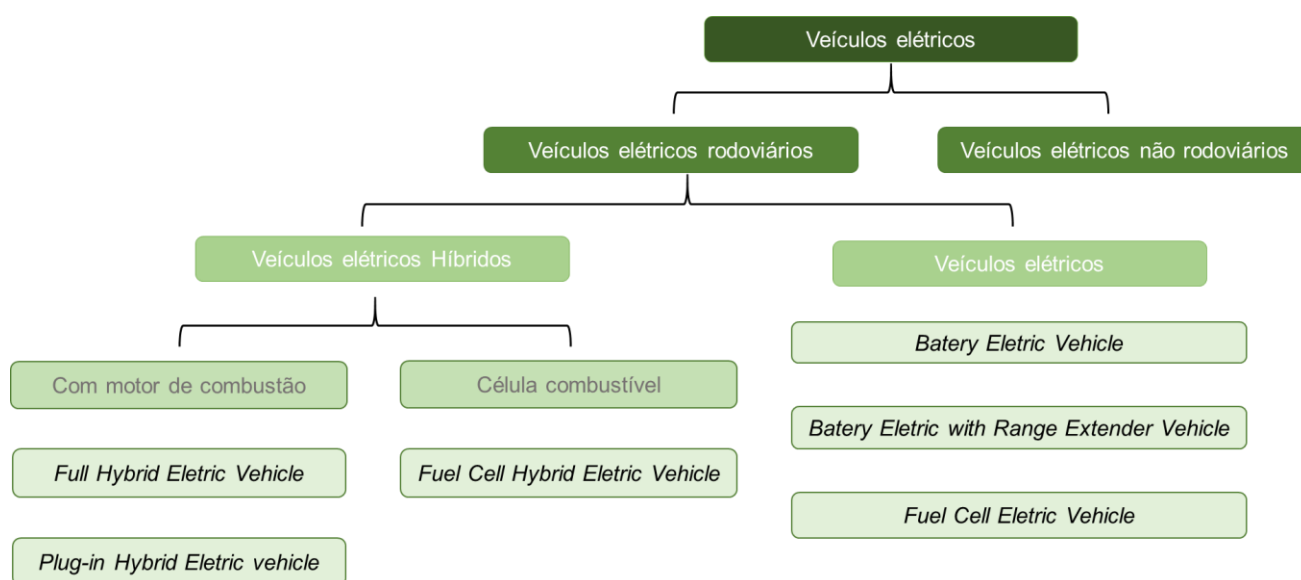 Veículos elétricos
Veículos elétricos rodoviários
Veículos elétricos não rodoviários
Veículos elétricos Híbridos
Veículos elétricos
Com motor de combustão
Célula combustível
Batery Eletric Vehicle
Batery Eletric with Range Extender Vehicle
Full Hybrid Eletric Vehicle
Fuel Cell Hybrid Eletric Vehicle
Fuel Cell Eletric Vehicle
Plug-in Hybrid Eletric vehicle